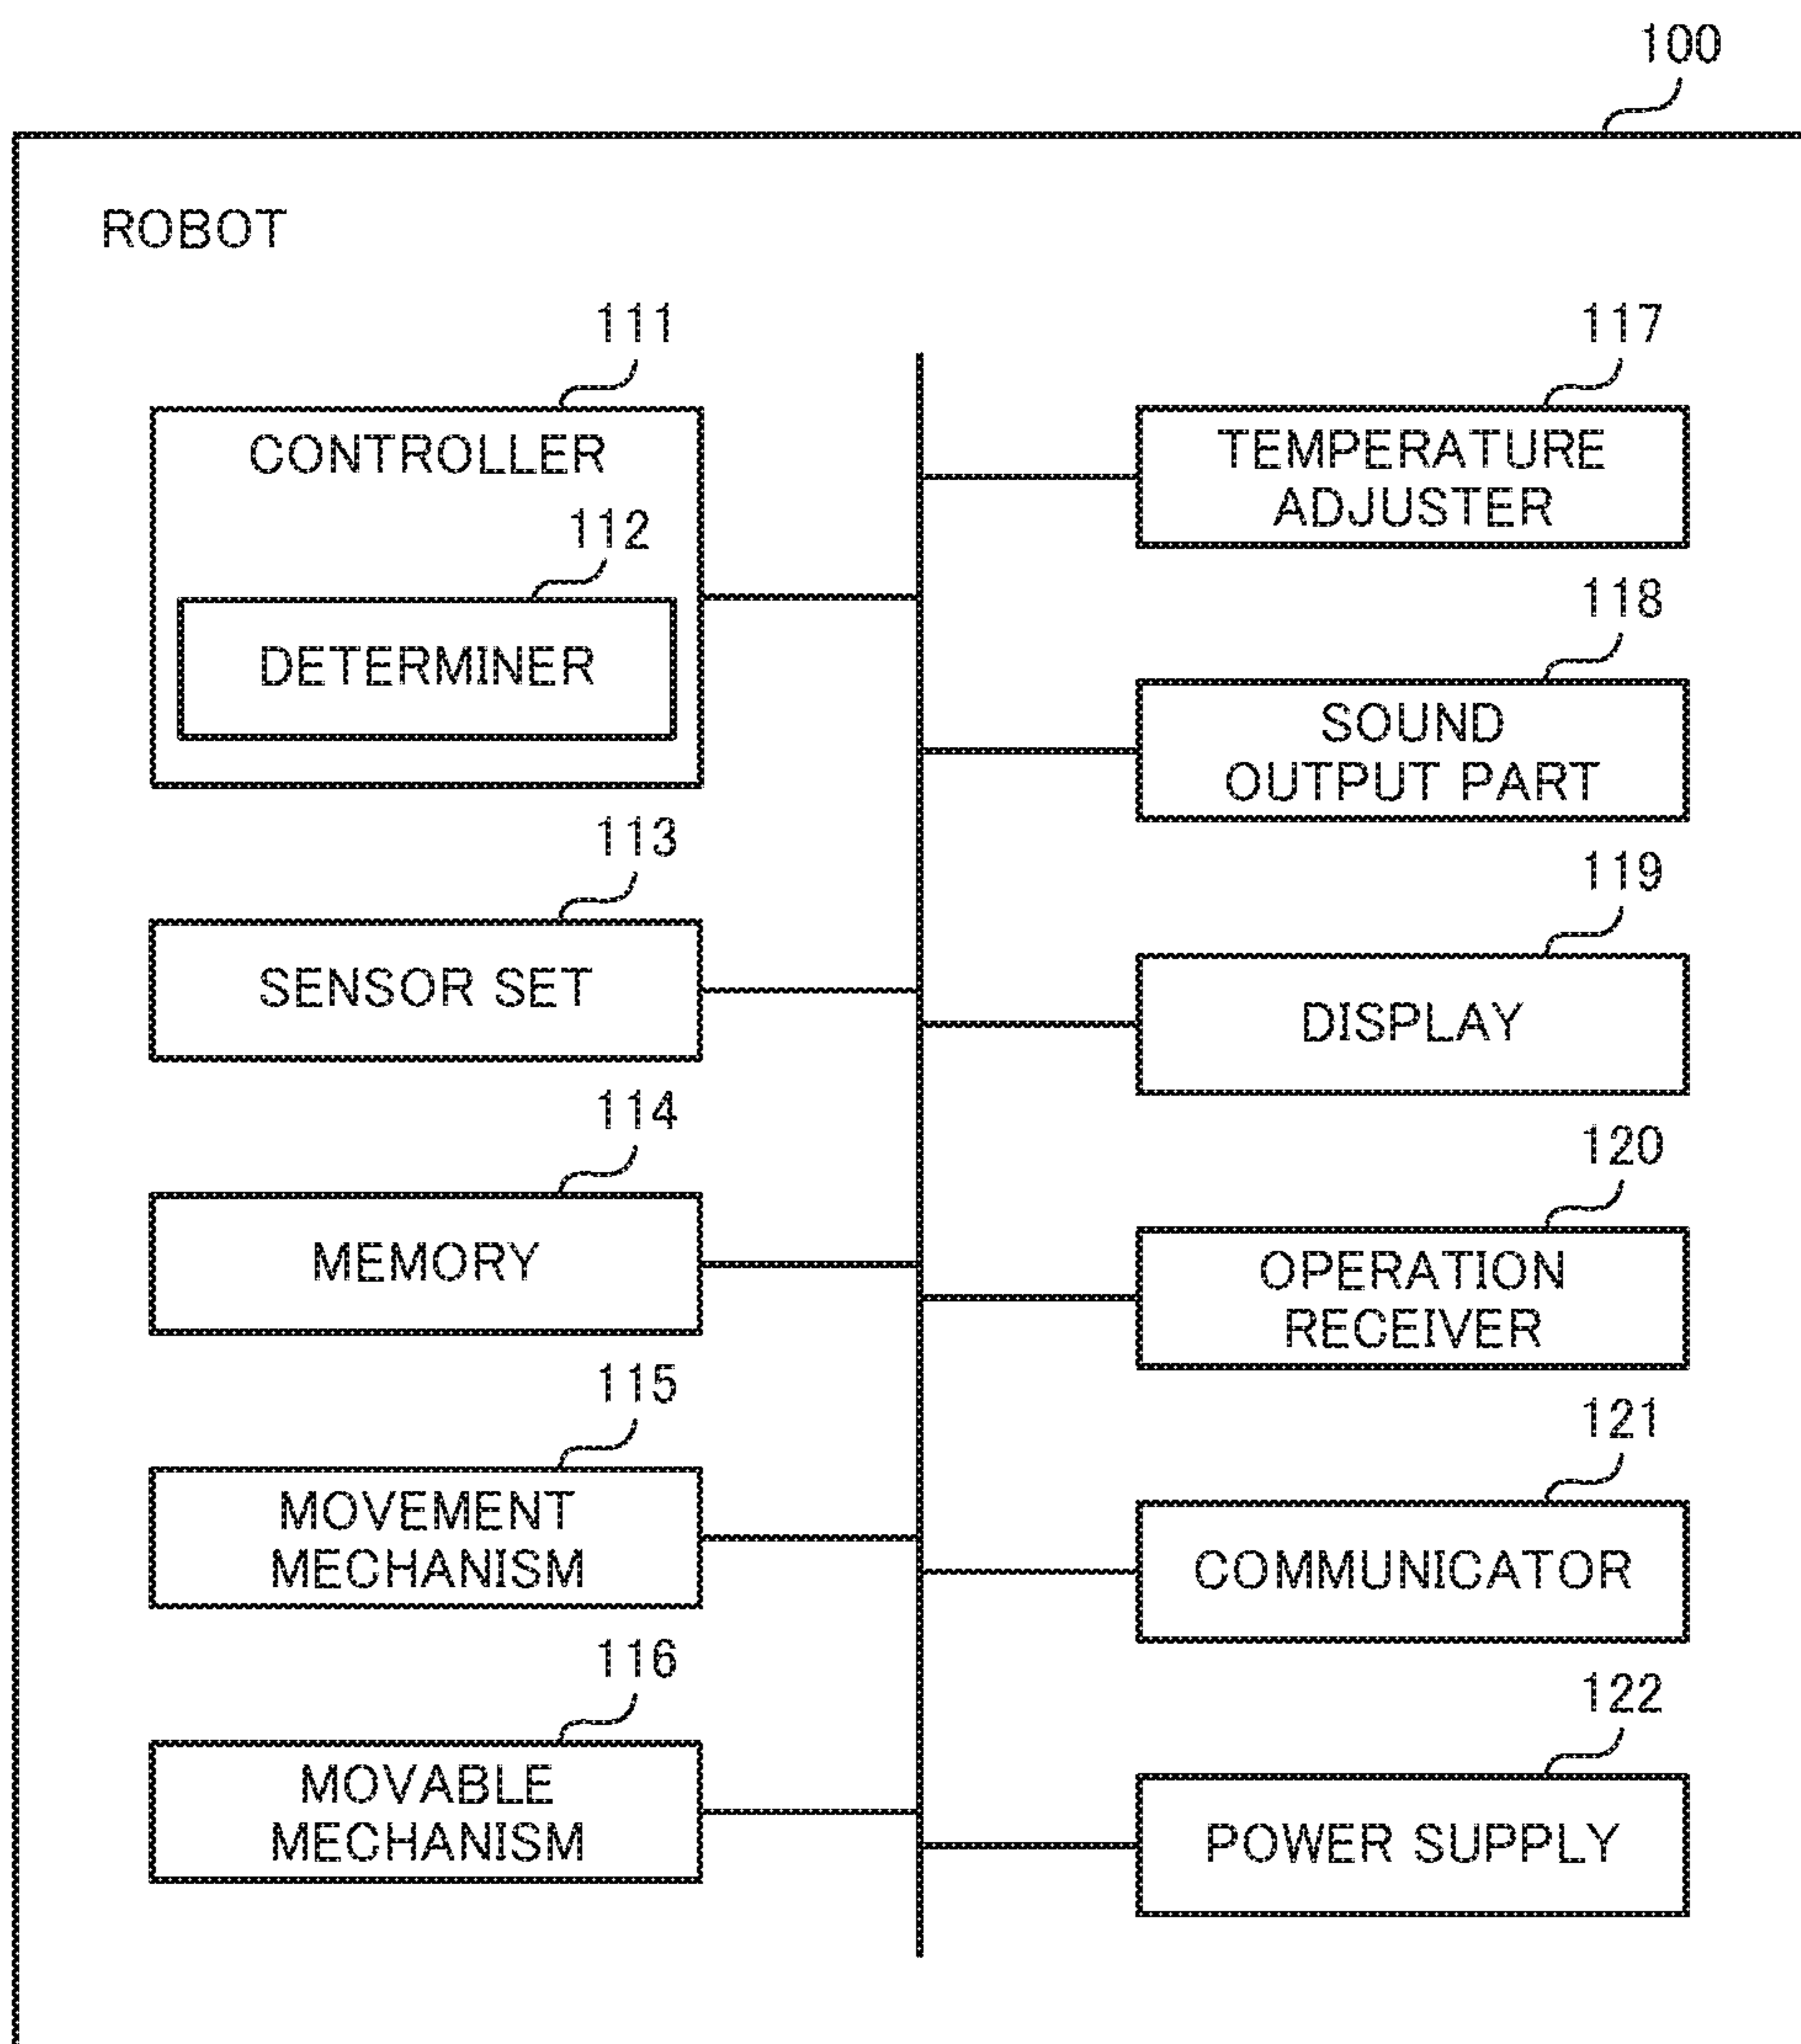 100
ROBOT
111
CONTROLLER
112
DETERMINER
113
SENSOR SET
114
MEMORY
115
MOVEMENT
MECHANISM
116
MOVABLE
MECHANISM
117
TEMPERATURE
ADJUSTER
118
SOUND
OUTPUT PART
119
DISPLAY
120
OPERATION
RECEIVER
121
COMMUNICATOR
122
POWER SUPPLY